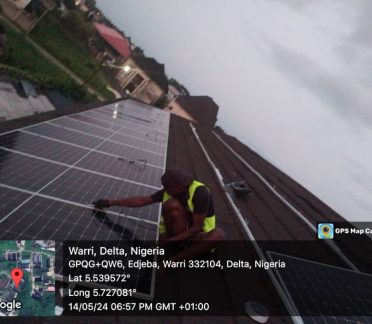 GPS Map Ca
Warri, Delta, Nigeria
GPQG+QW6, Edjeba, Warri 332104, Delta, Nigeria
Lat 5.539572°
Long 5.727081°
14/05/24 06:57 PM GMT +01:00
oogle